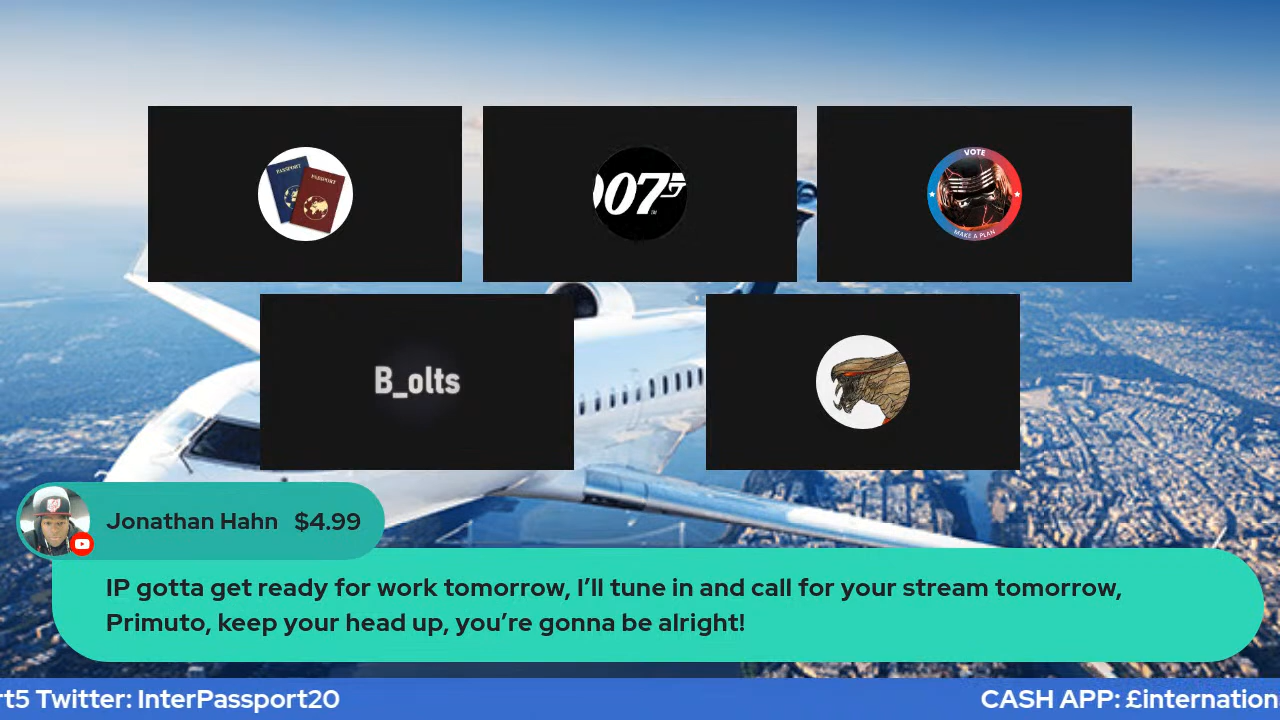 PASSPORT
PASSPORT
007
VOTE
MAKE A PLAN
B_olts
Jonathan Hahn $4.99
IP gotta get ready for work tomorrow, I’ll tune in and call for your stream tomorrow,
Primuto, keep your head up, you’re gonna be alright!
rt5 Twitter: InterPassport20
CASH APP: £internation